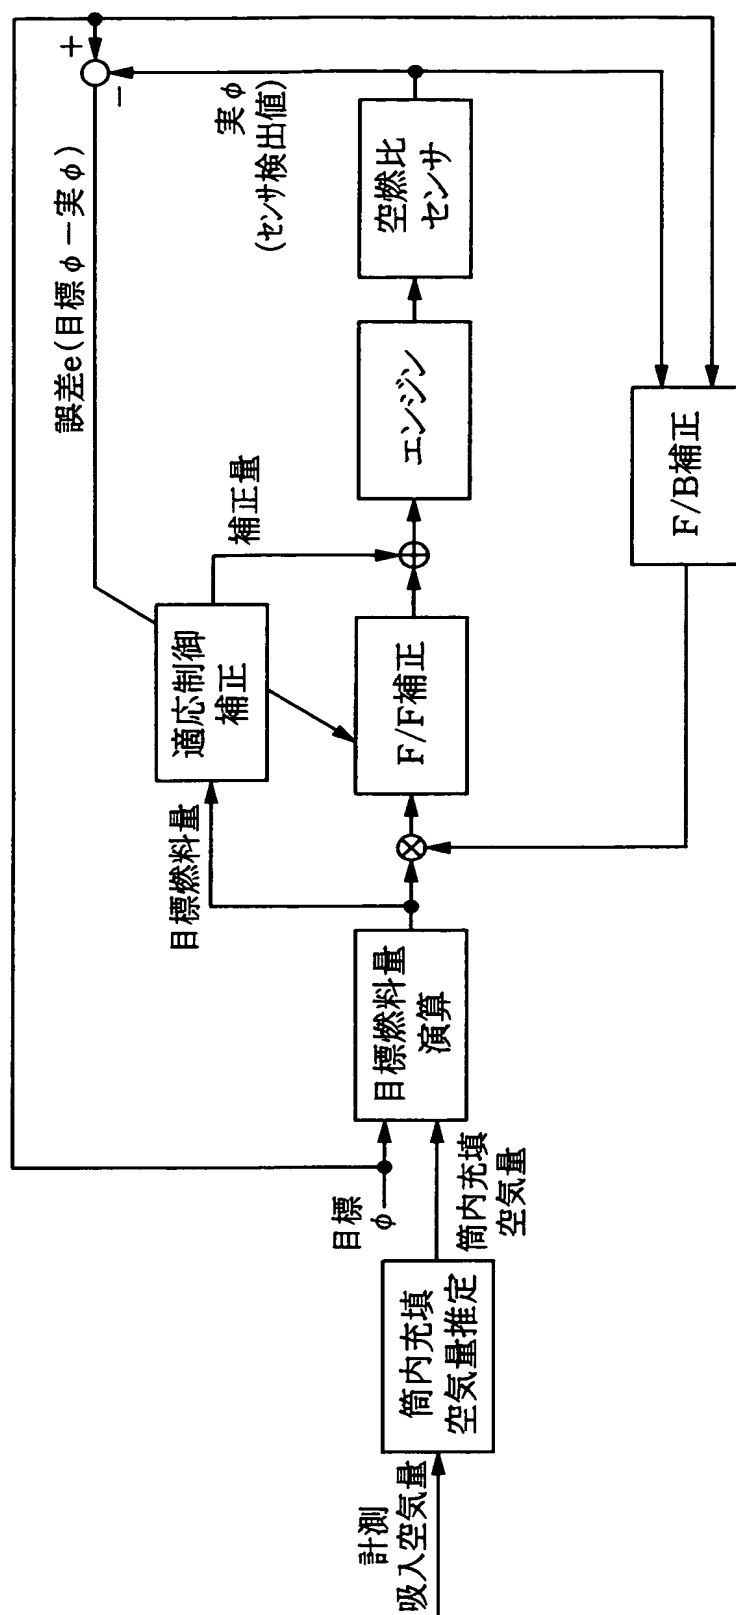 計測
吸入空気量
筒内充填
空気量推定
筒内充填
空気量
目標
φ
目標燃料量
演算
目標燃料量
適応制御
補正
補正量
F/F補正
エンジン
空燃比
センサ
実φ
(センサ検出値)
誤差e(目標φー実φ)
+
−
F/B補正